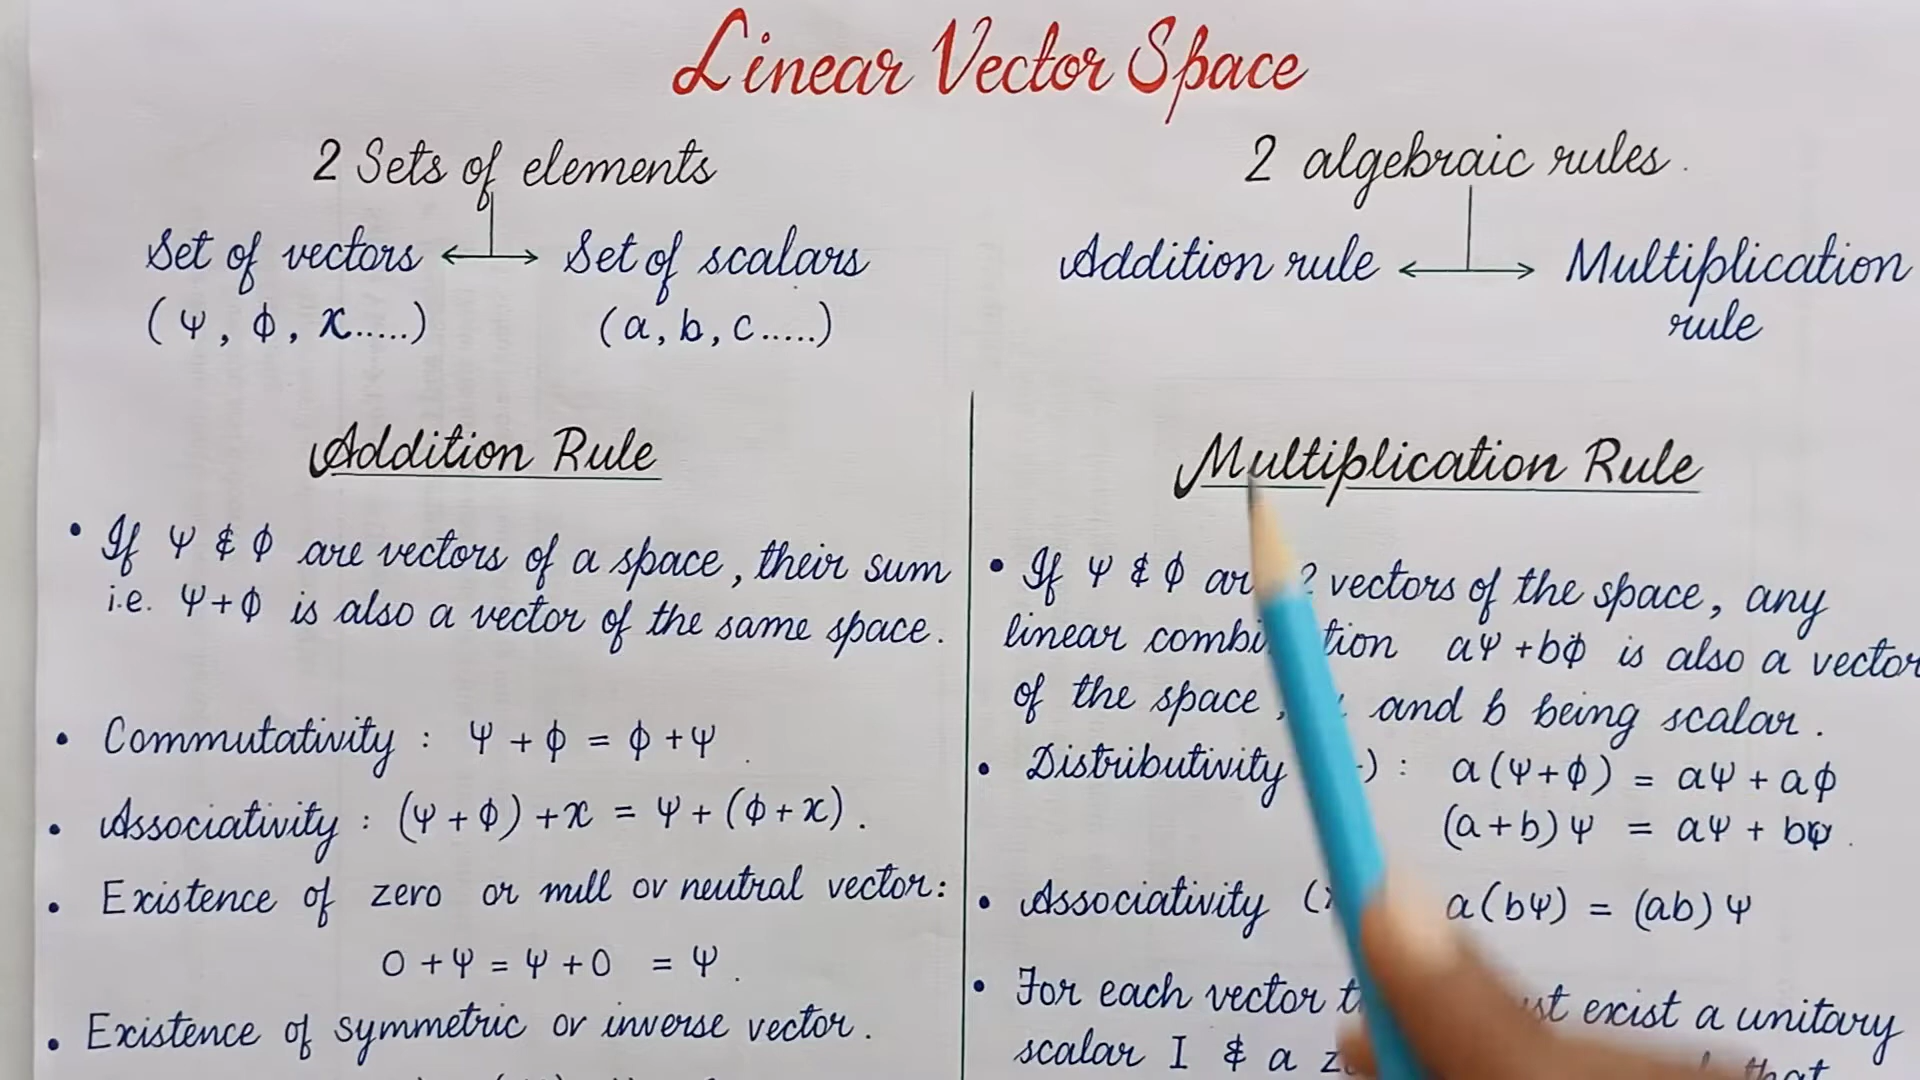 Linear Vector Space
2 Sets of elements
Set of vectors ↔ Set of scalars
(ψ, ϕ, x.....) (a, b, c.....)
2 algebraic rules.
Addition rule ↔ Multiplication
rule
Addition Rule
• If ψ & ϕ are vectors of a space, their sum
i.e. ψ+ϕ is also a vector of the same space.
• Commutativity : ψ + ϕ = ϕ + ψ.
• Associativity : (ψ + ϕ) + x = ψ + (ϕ + x).
• Existence of zero or null or neutral vector:
0 + ψ = ψ + 0 = ψ.
• Existence of symmetric or inverse vector.
Multiplication Rule
• If ψ & ϕ 2 vectors of the space, any
linear aψ + bϕ is also a vector
of the space, and b being scalar.
• Distributivity : a(ψ+ϕ) = aψ + aϕ
(a+b)ψ = aψ + bψ.
• Associativity a(bψ) = (ab)ψ
• For each vector exist a unitary
scalar I & a that